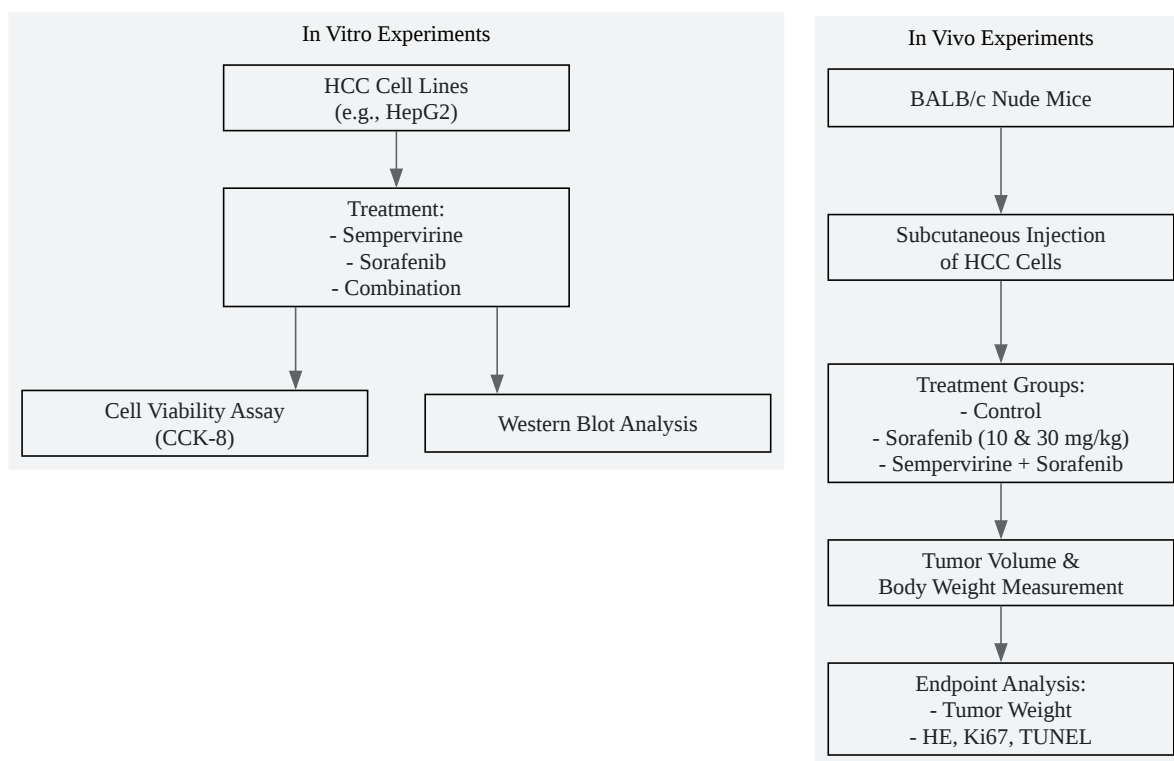 In Vitro Experiments
HCC Cell Lines
(e.g., HepG2)
Treatment:
- Sempervirine
- Sorafenib
- Combination
Cell Viability Assay
(CCK-8)
Western Blot Analysis
In Vivo Experiments
BALB/c Nude Mice
Subcutaneous Injection
of HCC Cells
Treatment Groups:
- Control
- Sorafenib (10 & 30 mg/kg)
- Sempervirine + Sorafenib
Tumor Volume &
Body Weight Measurement
Endpoint Analysis:
- Tumor Weight
- HE, Ki67, TUNEL